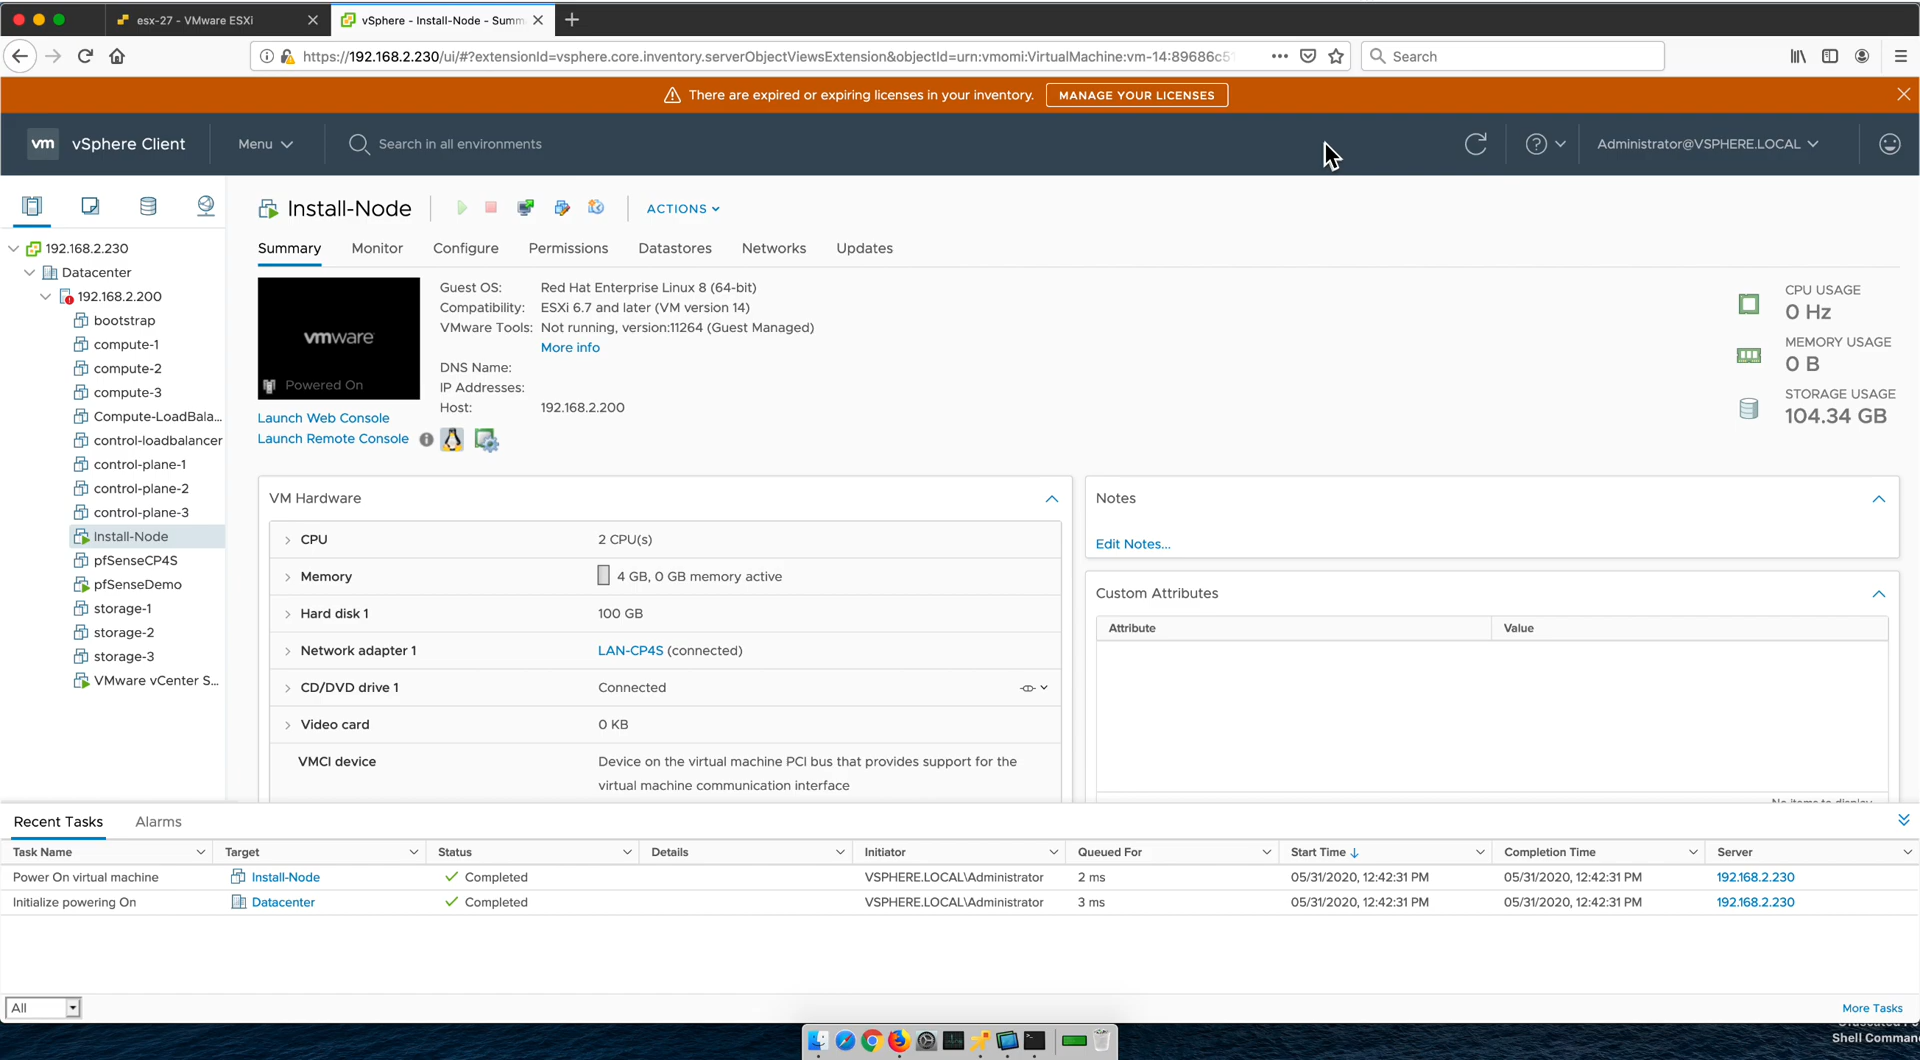 esx-27 - VMware ESXi
vSphere - Install-Node - Summ
https://192.168.2.230/ui/#?extensionId=vsphere.core.inventory.serverObjectViewsExtension&objectId=urn:vmomi:VirtualMachine:vm-14:89686c5
Search
There are expired or expiring licenses in your inventory.
MANAGE YOUR LICENSES
vm
vSphere Client
Menu
Search in all environments
Administrator@VSPHERE.LOCAL
192.168.2.230
Datacenter
192.168.2.200
bootstrap
compute-1
compute-2
compute-3
Compute-LoadBala...
control-loadbalancer
control-plane-1
control-plane-2
control-plane-3
Install-Node
pfSenseCP4S
pfSenseDemo
storage-1
storage-2
storage-3
VMware vCenter S...
Install-Node
ACTIONS
Summary
Monitor
Configure
Permissions
Datastores
Networks
Updates
vmware
Powered On
Launch Web Console
Launch Remote Console
Guest OS: Red Hat Enterprise Linux 8 (64-bit)
Compatibility: ESXi 6.7 and later (VM version 14)
VMware Tools: Not running, version:11264 (Guest Managed)
More info
DNS Name:
IP Addresses:
Host: 192.168.2.200
CPU USAGE
0 Hz
MEMORY USAGE
0 B
STORAGE USAGE
104.34 GB
VM Hardware
CPU 2 CPU(s)
Memory 4 GB, 0 GB memory active
Hard disk 1 100 GB
Network adapter 1 LAN-CP4S (connected)
CD/DVD drive 1 Connected
Video card 0 KB
VMCI device Device on the virtual machine PCI bus that provides support for the
virtual machine communication interface
Notes
Edit Notes...
Custom Attributes
Attribute Value
No items to display
Recent Tasks
Alarms
Task Name Target Status Details Initiator Queued For Start Time Completion Time Server
Power On virtual machine Install-Node Completed VSPHERE.LOCAL\Administrator 2 ms 05/31/2020, 12:42:31 PM 05/31/2020, 12:42:31 PM 192.168.2.230
Initialize powering On Datacenter Completed VSPHERE.LOCAL\Administrator 3 ms 05/31/2020, 12:42:31 PM 05/31/2020, 12:42:31 PM 192.168.2.230
All
More Tasks
Shell Comman